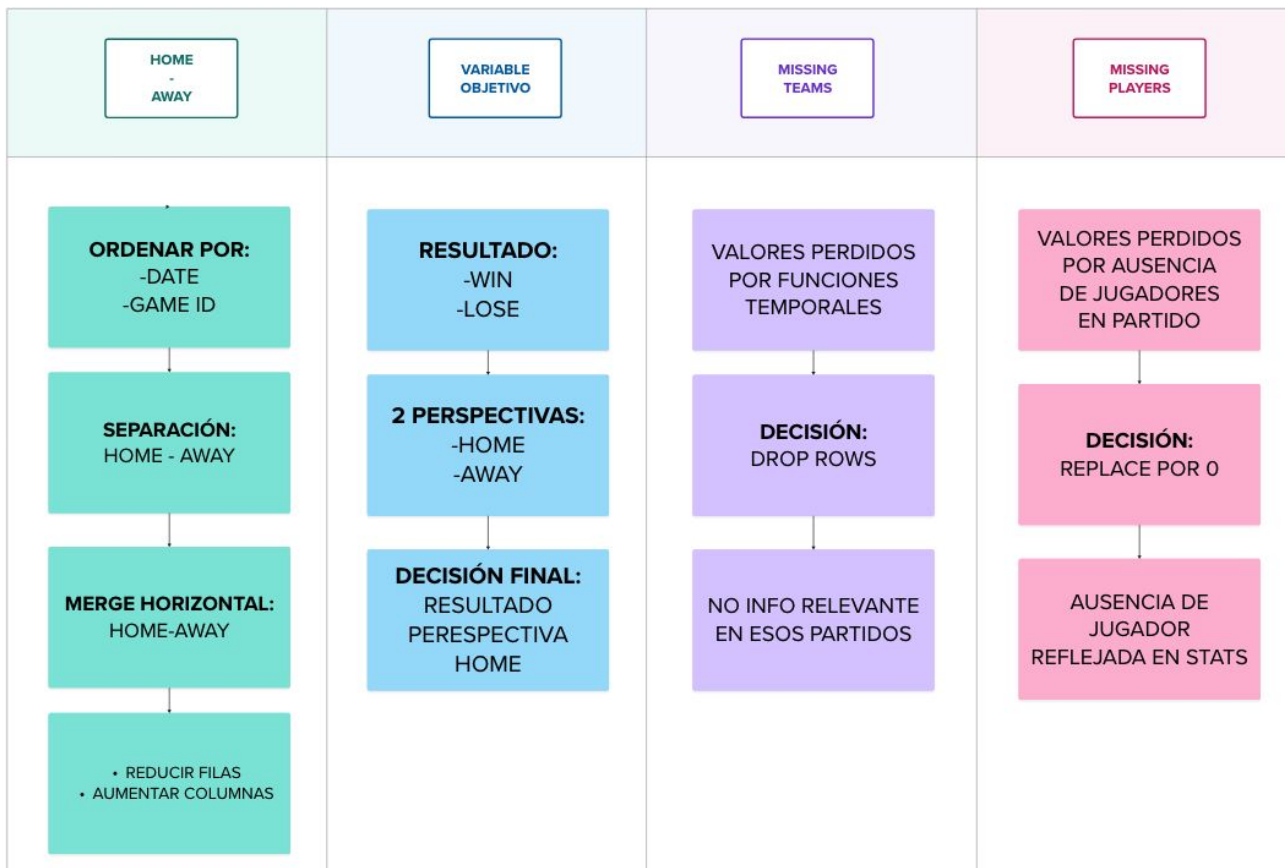 HOME
-
AWAY
VARIABLE
OBJETIVO
MISSING
TEAMS
MISSING
PLAYERS
ORDENAR POR:
-DATE
-GAME ID
SEPARACIÓN:
HOME - AWAY
MERGE HORIZONTAL:
HOME-AWAY
• REDUCIR FILAS
• AUMENTAR COLUMNAS
RESULTADO:
-WIN
-LOSE
2 PERSPECTIVAS:
-HOME
-AWAY
DECISIÓN FINAL:
RESULTADO
PERESPECTIVA
HOME
VALORES PERDIDOS
POR FUNCIONES
TEMPORALES
DECISIÓN:
DROP ROWS
NO INFO RELEVANTE
EN ESOS PARTIDOS
VALORES PERDIDOS
POR AUSENCIA
DE JUGADORES
EN PARTIDO
DECISIÓN:
REPLACE POR 0
AUSENCIA DE
JUGADOR
REFLEJADA EN STATS